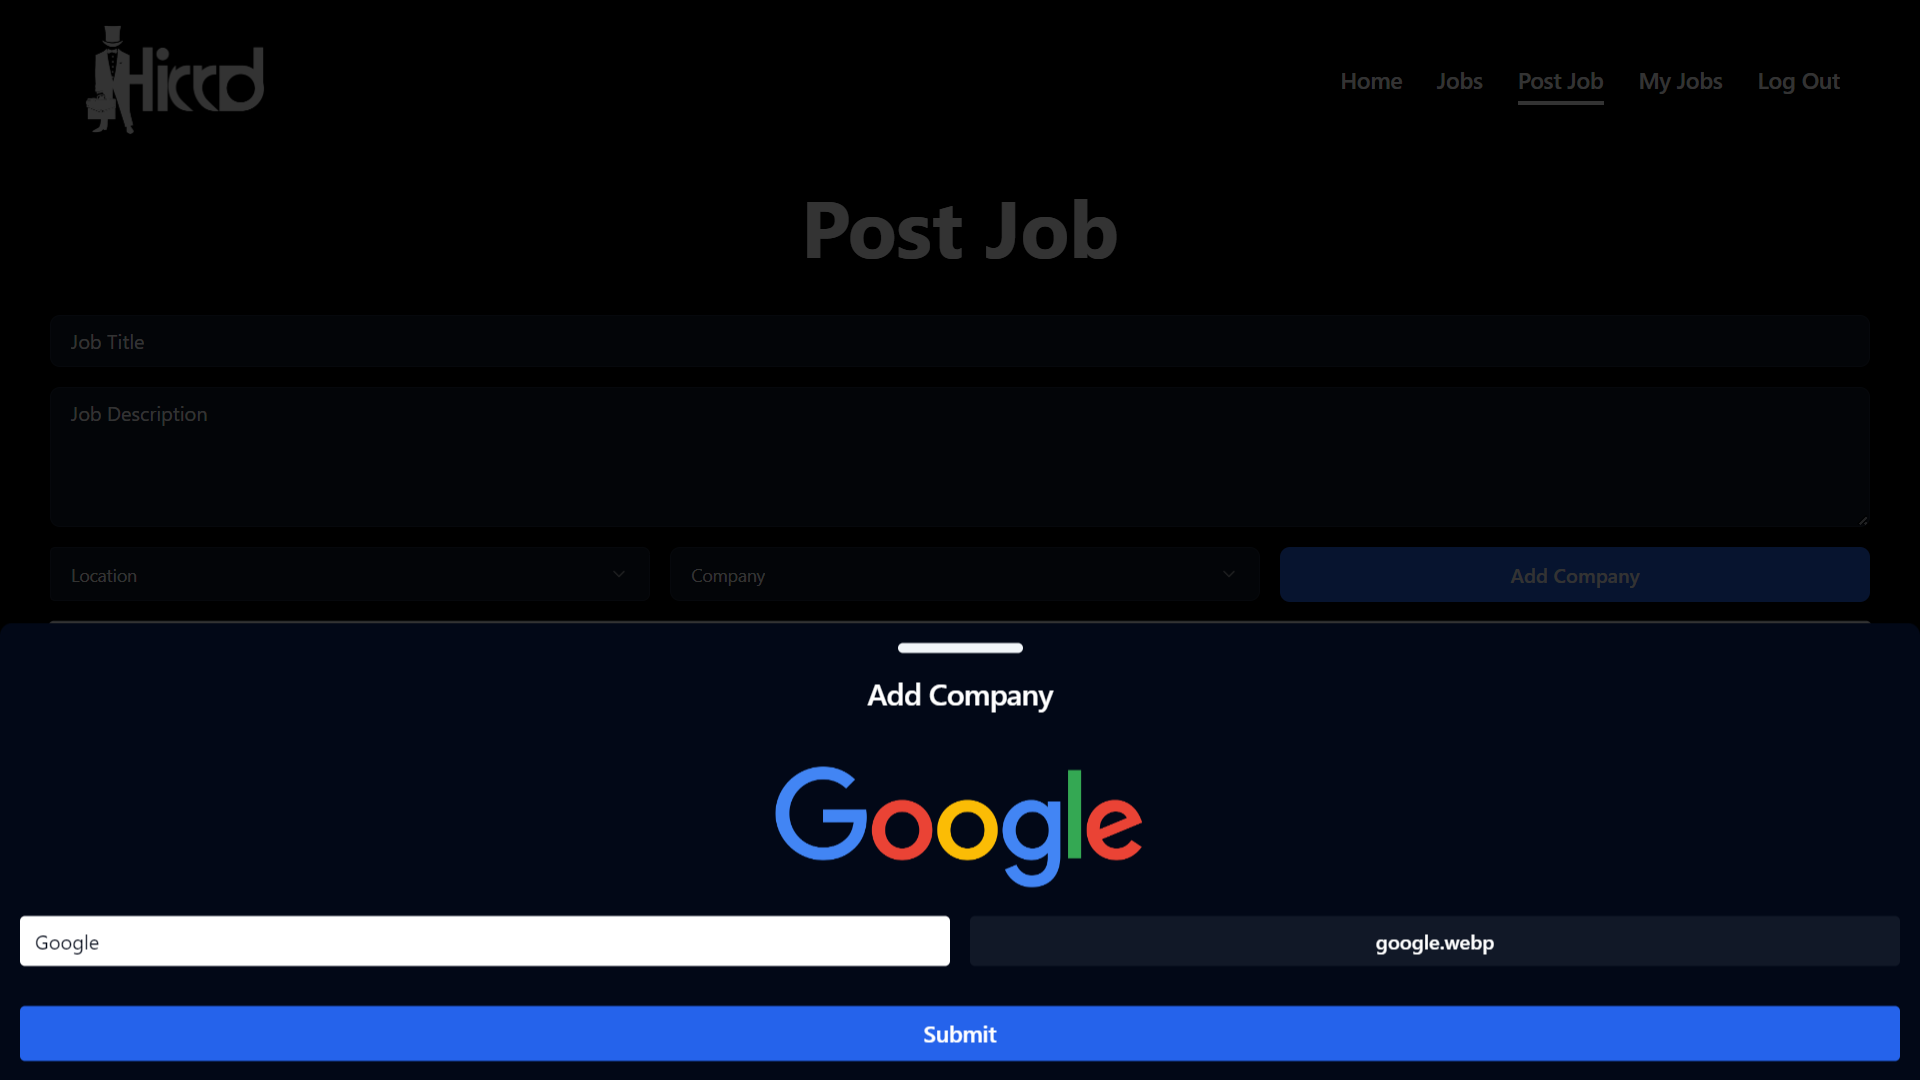 Hirrd
Home Jobs Post Job My Jobs Log Out
Post Job
Job Title
Job Description
Location Company Add Company
Add Company
Google
Google google.webp
Submit